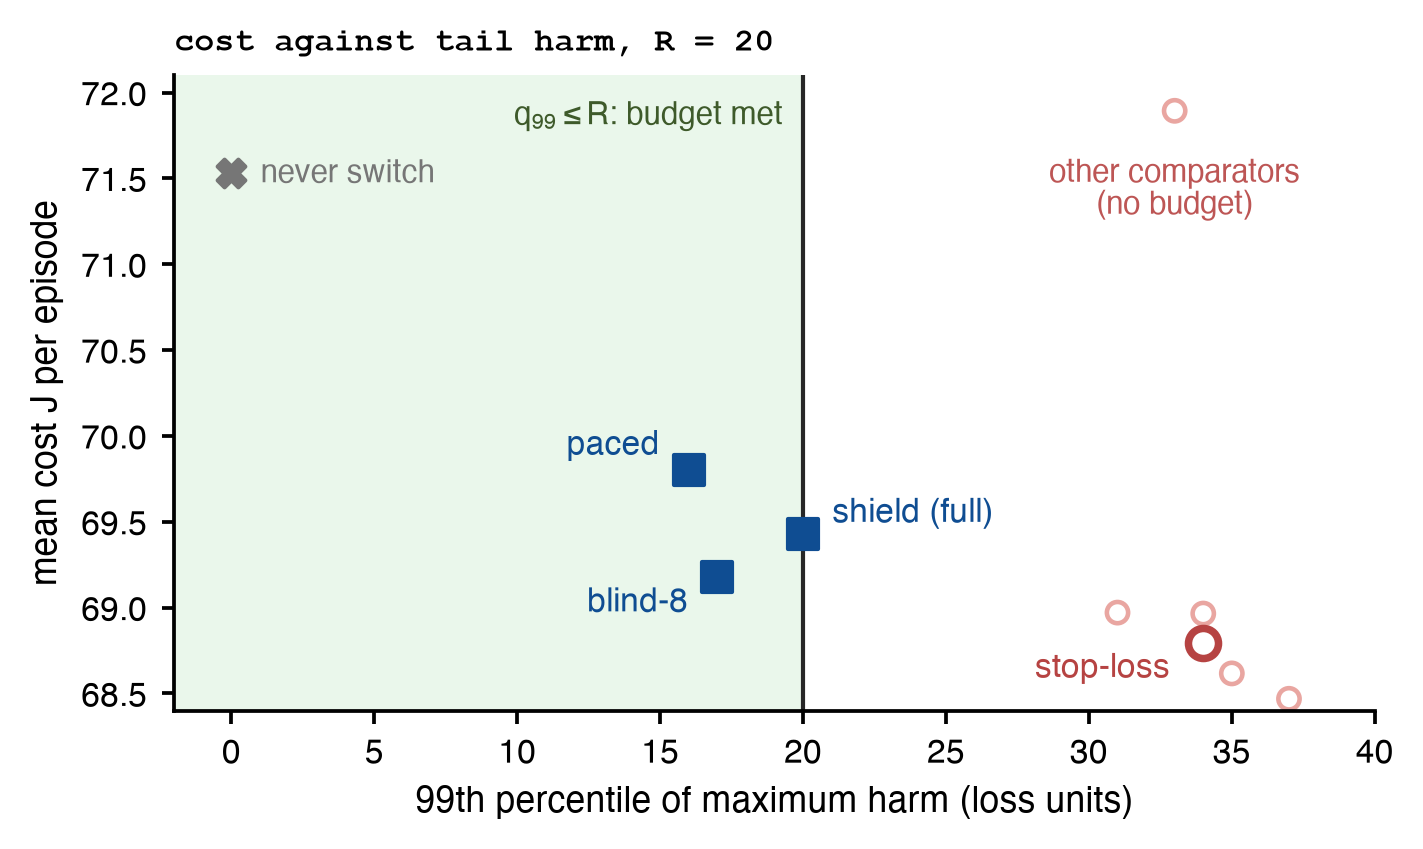 cost against tail harm, R = 20
72.0
71.5
71.0
70.5
70.0
69.5
69.0
68.5
mean cost J per episode
q₉₉ ≤ R: budget met
never switch
other comparators
(no budget)
paced
shield (full)
blind-8
stop-loss
0 5 10 15 20 25 30 35 40
99th percentile of maximum harm (loss units)